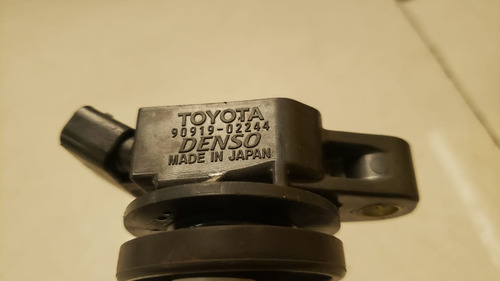 TOYOTA
90919-02244
DENSO
MADE IN JAPAN